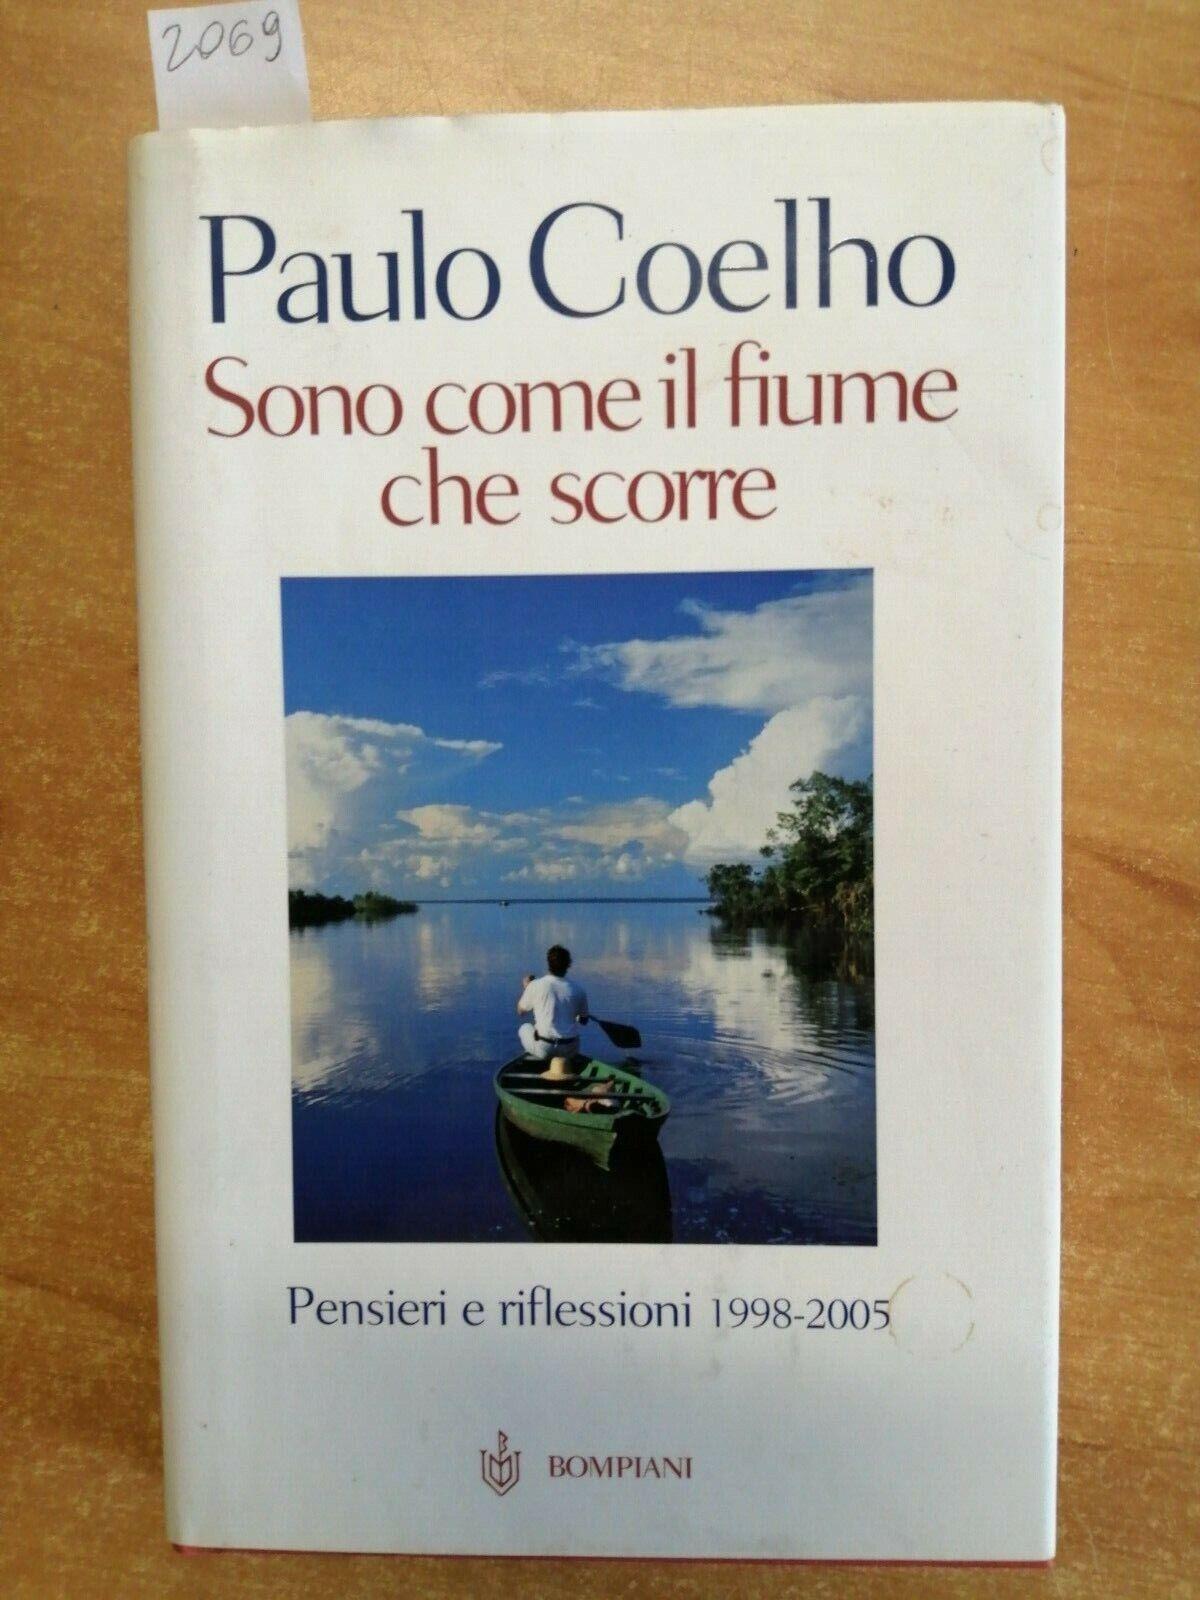 2069
Paulo Coelho
Sono come il fiume
che scorre
Pensieri e riflessioni 1998-2005
BOMPIANI